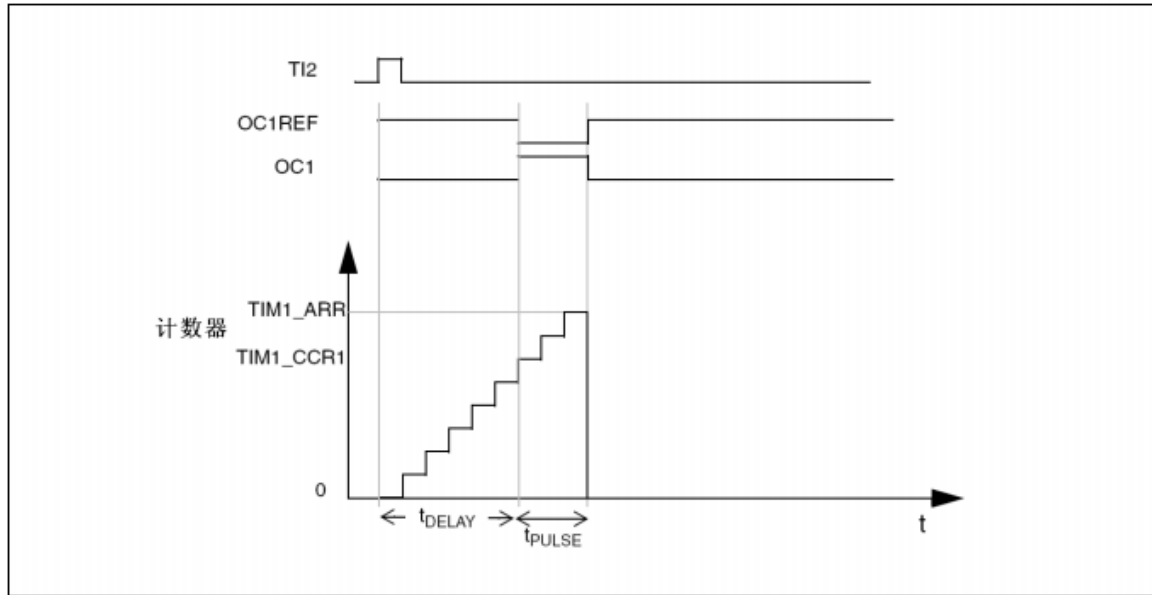 TI2
OC1REF
OC1
TIM1_ARR
计数器
TIM1_CCR1
0
tDELAY
tPULSE
t